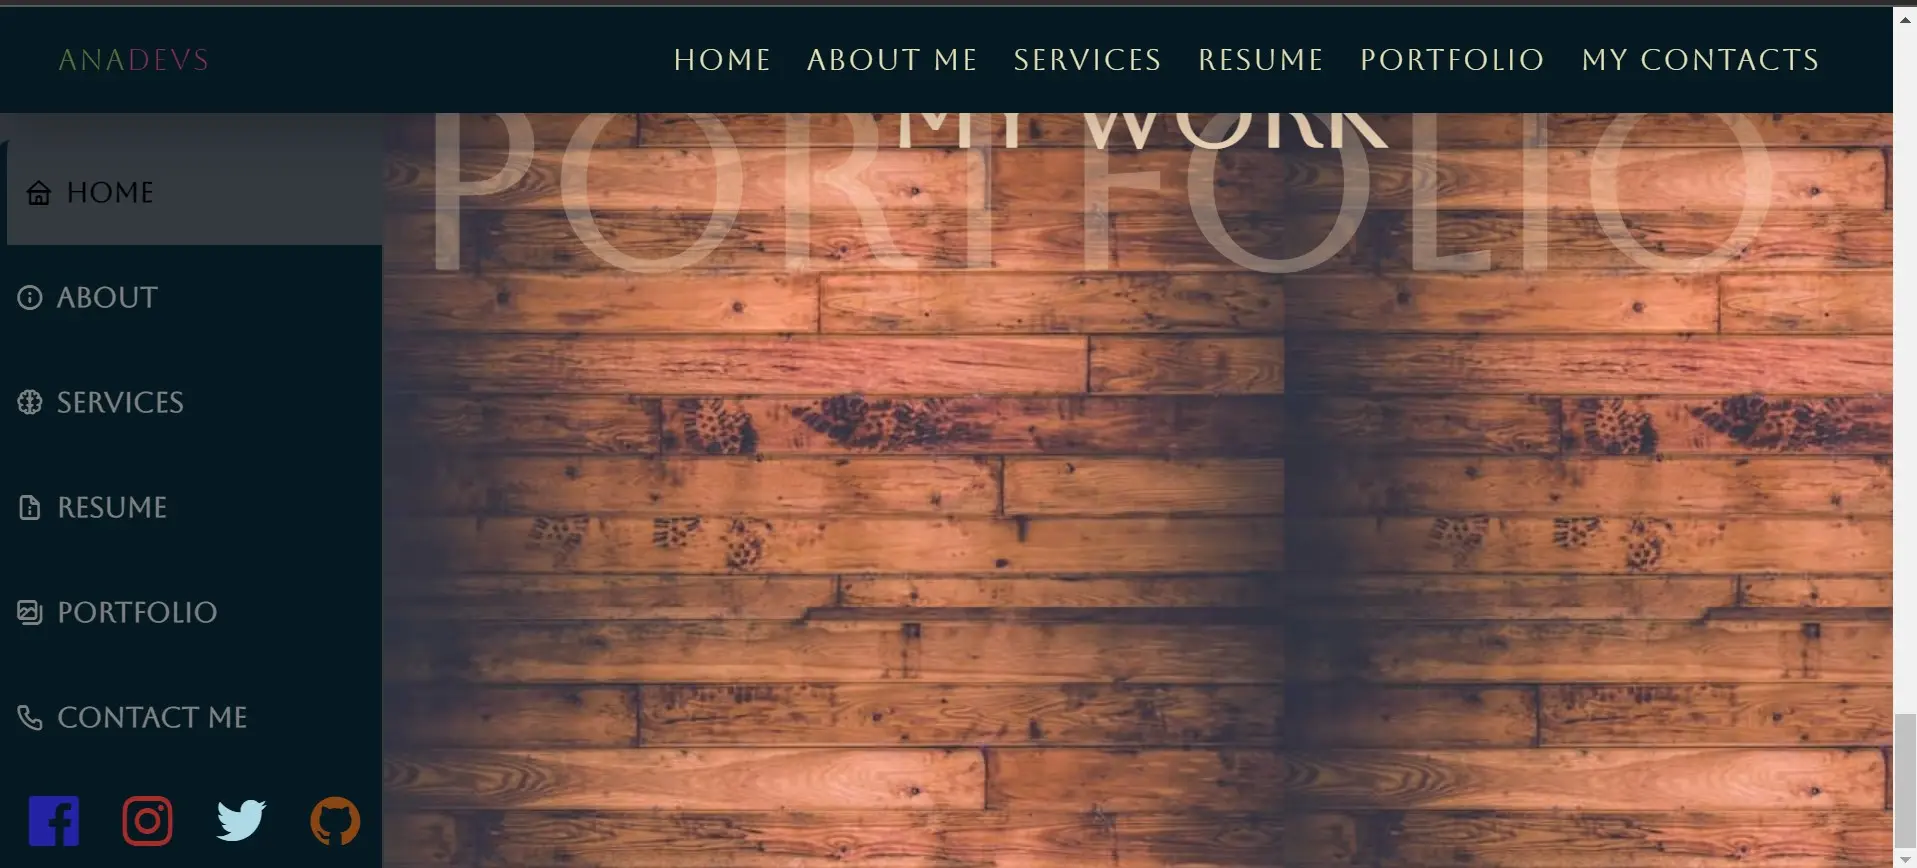 ANADEVS
HOME ABOUT ME SERVICES RESUME PORTFOLIO MY CONTACTS
MY WORK
PORTFOLIO
HOME
ABOUT
SERVICES
RESUME
PORTFOLIO
CONTACT ME